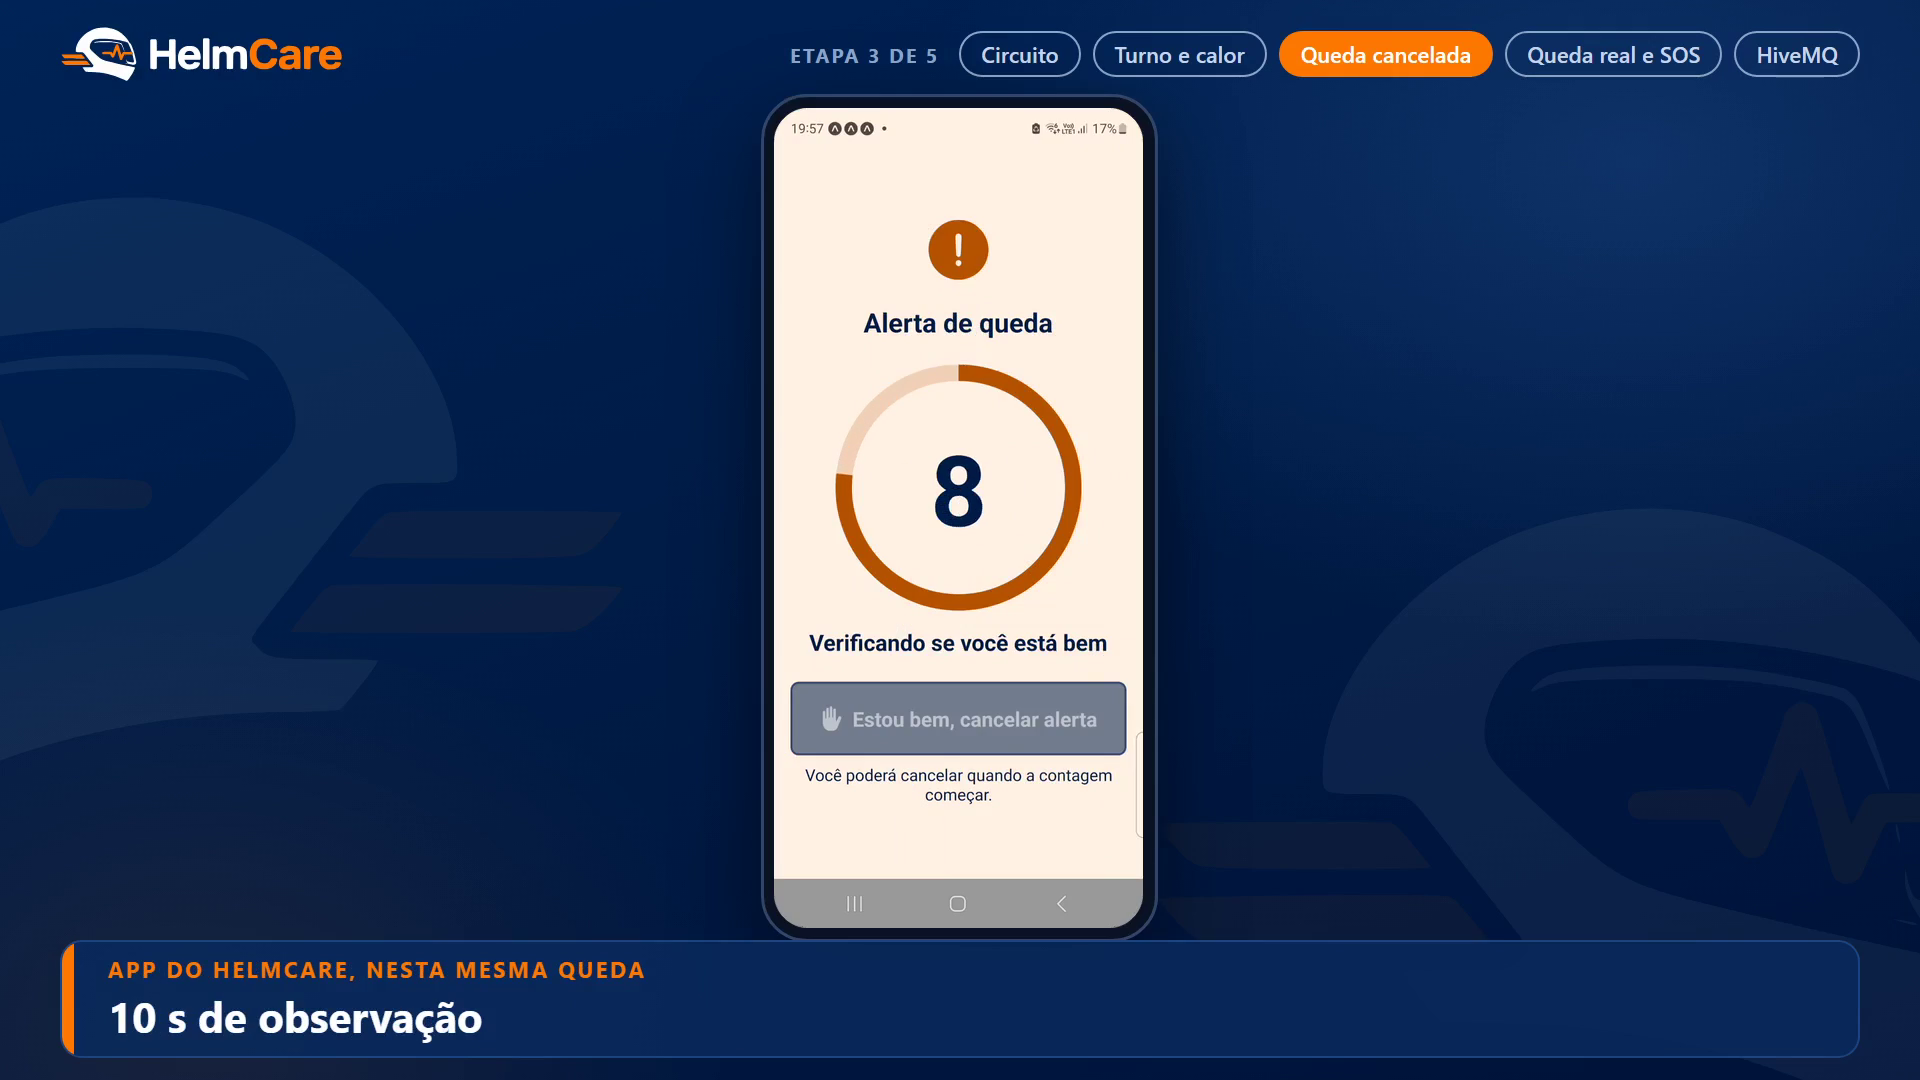 HelmCare
ETAPA 3 DE 5
Circuito
Turno e calor
Queda cancelada
Queda real e SOS
HiveMQ
19:57
17%
Alerta de queda
8
Verificando se você está bem
Estou bem, cancelar alerta
Você poderá cancelar quando a contagem
começar.
APP DO HELMCARE, NESTA MESMA QUEDA
10 s de observação